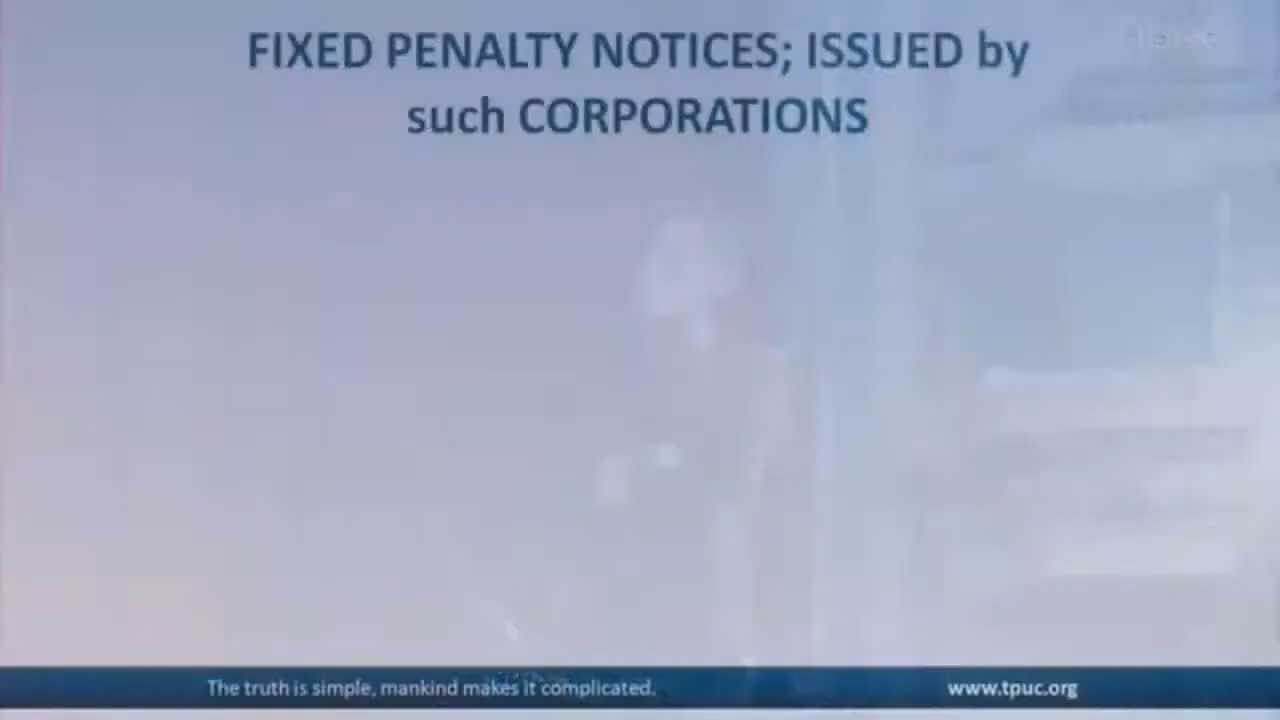 FIXED PENALTY NOTICES; ISSUED by
such CORPORATIONS
The truth is simple, mankind makes it complicated.
www.tpuc.org